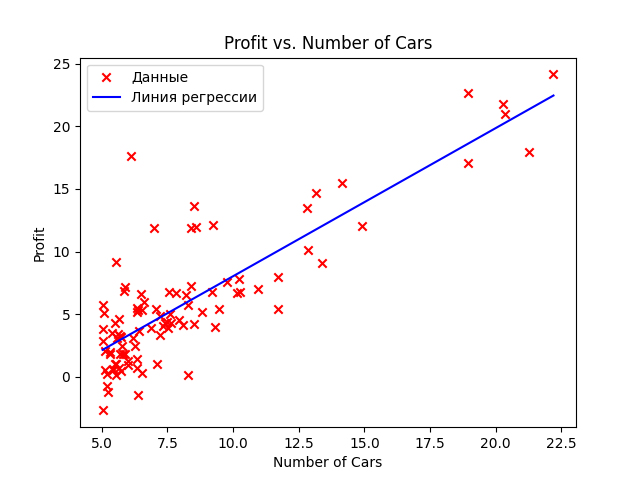 Profit vs. Number of Cars
Данные
Линия регрессии
25
20
15
10
5
0
Profit
5.0 7.5 10.0 12.5 15.0 17.5 20.0 22.5
Number of Cars